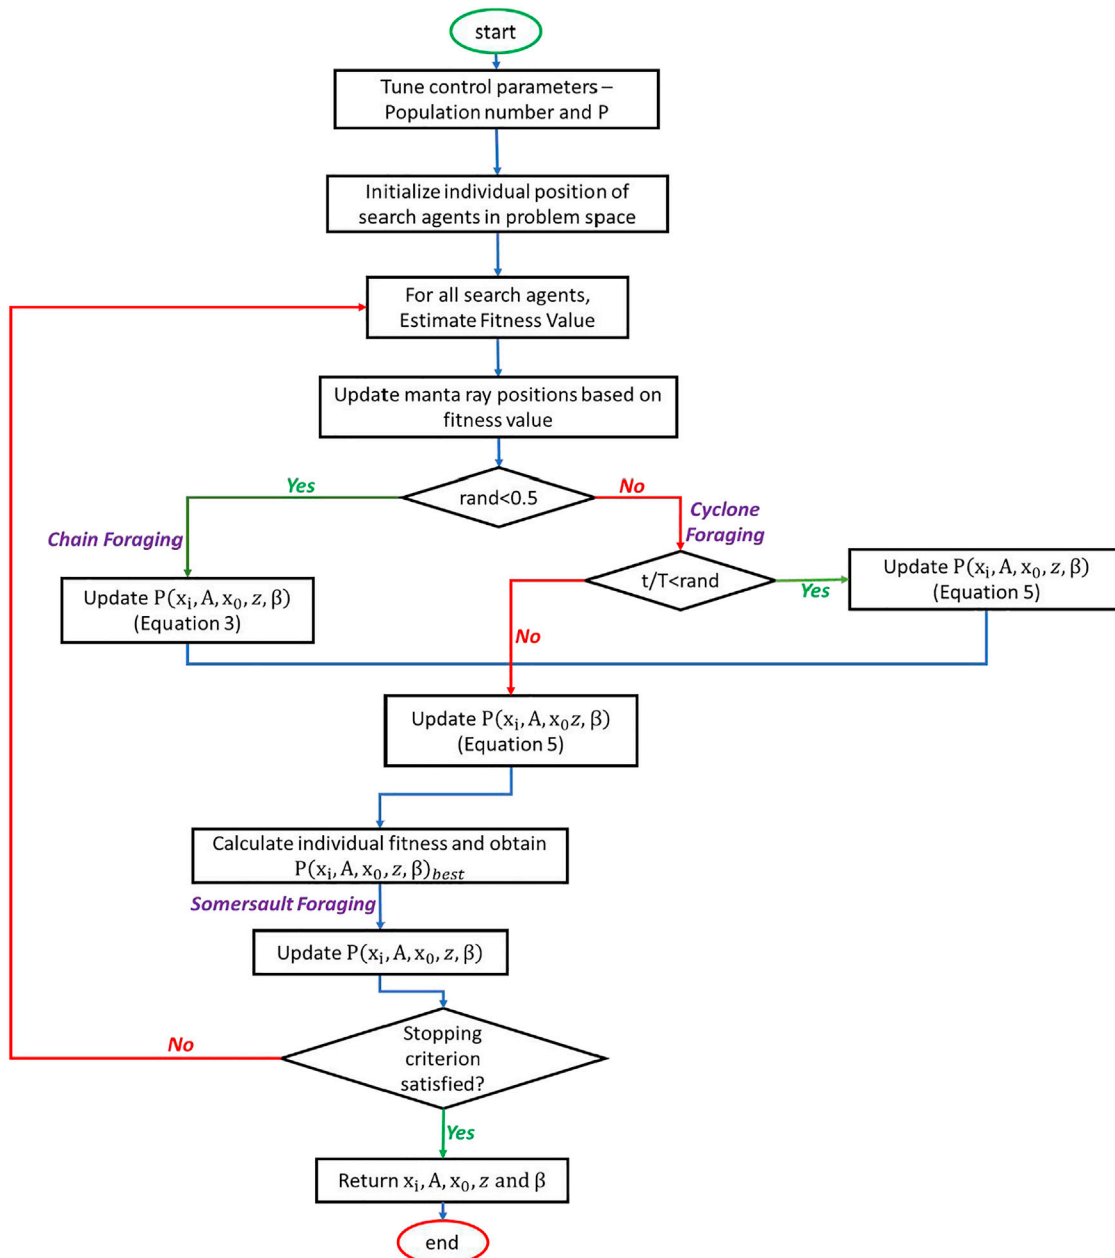 start
Tune control parameters –
Population number and P
Initialize individual position of
search agents in problem space
For all search agents,
Estimate Fitness Value
Update manta ray positions based on
fitness value
Yes
rand<0.5
No
Chain Foraging
Cyclone
Foraging
Update P(xᵢ, A, x₀, z, β)
(Equation 3)
t/T<rand
Yes
Update P(xᵢ, A, x₀, z, β)
(Equation 5)
No
Update P(xᵢ, A, x₀z, β)
(Equation 5)
Calculate individual fitness and obtain
P(xᵢ, A, x₀, z, β)best
Somersault Foraging
Update P(xᵢ, A, x₀, z, β)
No
Stopping
criterion
satisfied?
Yes
Return xᵢ, A, x₀, z and β
end